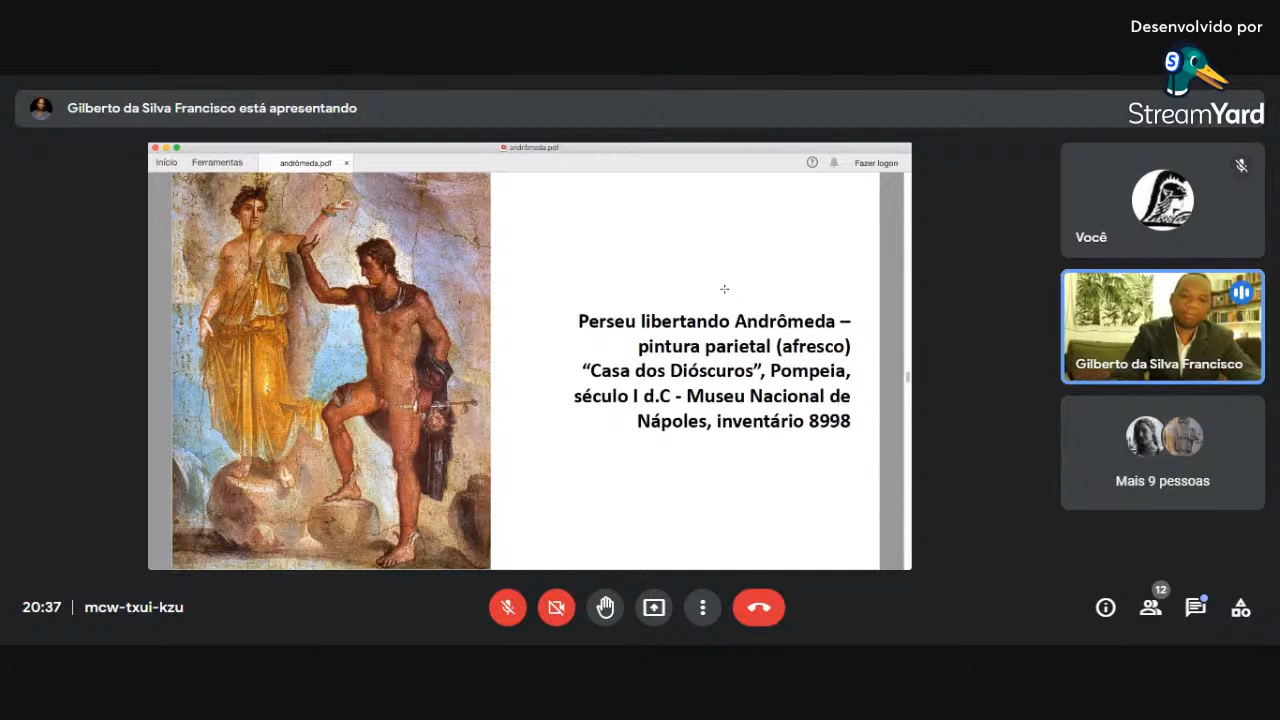 Desenvolvido por
StreamYard
Gilberto da Silva Francisco está apresentando
andrômeda.pdf
Início Ferramentas andrômeda.pdf × Fazer logon
Perseu libertando Andrômeda –
pintura parietal (afresco)
“Casa dos Dióscuros”, Pompeia,
século I d.C - Museu Nacional de
Nápoles, inventário 8998
Você
Gilberto da Silva Francisco
Mais 9 pessoas
20:37 | mcw-txui-kzu
12